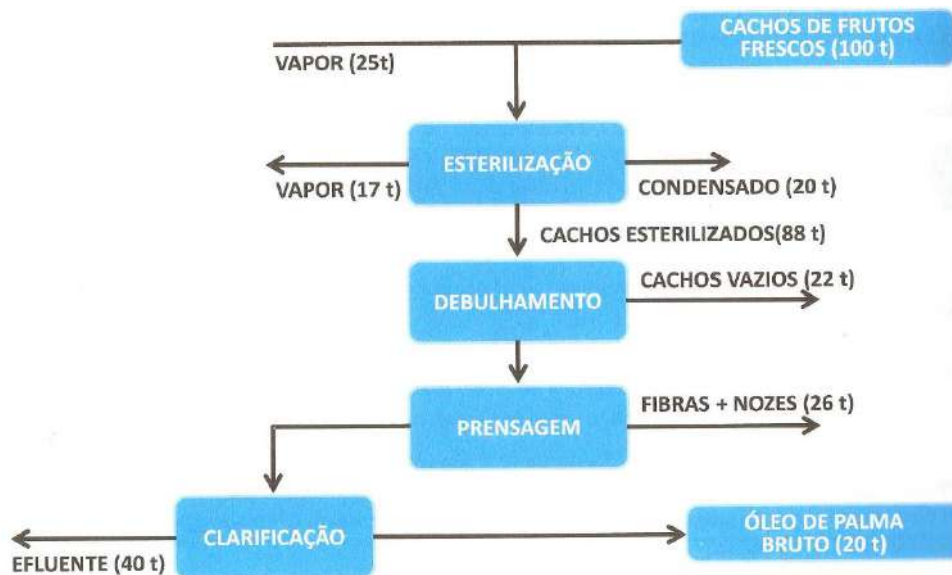 CACHOS DE FRUTOS
FRESCOS (100 t)
VAPOR (25t)
ESTERILIZAÇÃO
VAPOR (17 t)
CONDENSADO (20 t)
CACHOS ESTERILIZADOS(88 t)
DEBULHAMENTO
CACHOS VAZIOS (22 t)
PRENSAGEM
FIBRAS + NOZES (26 t)
CLARIFICAÇÃO
EFLUENTE (40 t)
ÓLEO DE PALMA
BRUTO (20 t)